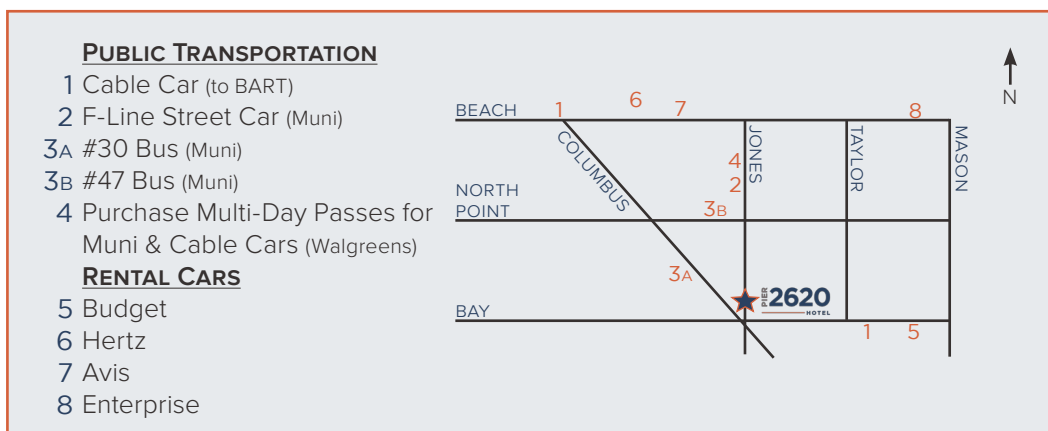 PUBLIC TRANSPORTATION
1 Cable Car (to BART)
2 F-Line Street Car (Muni)
3A #30 Bus (Muni)
3B #47 Bus (Muni)
4 Purchase Multi-Day Passes for
Muni & Cable Cars (Walgreens)
RENTAL CARS
5 Budget
6 Hertz
7 Avis
8 Enterprise
N
BEACH
1
6
7
8
COLUMBUS
JONES
TAYLOR
MASON
4
2
NORTH
POINT
3B
3A
PIER
2620
HOTEL
BAY
1
5